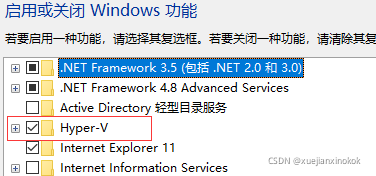 启用或关闭 Windows 功能
若要启用一种功能，请选择其复选框。若要关闭一种功能，请清除其复
.NET Framework 3.5 (包括 .NET 2.0 和 3.0)
.NET Framework 4.8 Advanced Services
Active Directory 轻型目录服务
Hyper-V
Internet Explorer 11
Internet Information Services
CSDN @xuejianxinokok